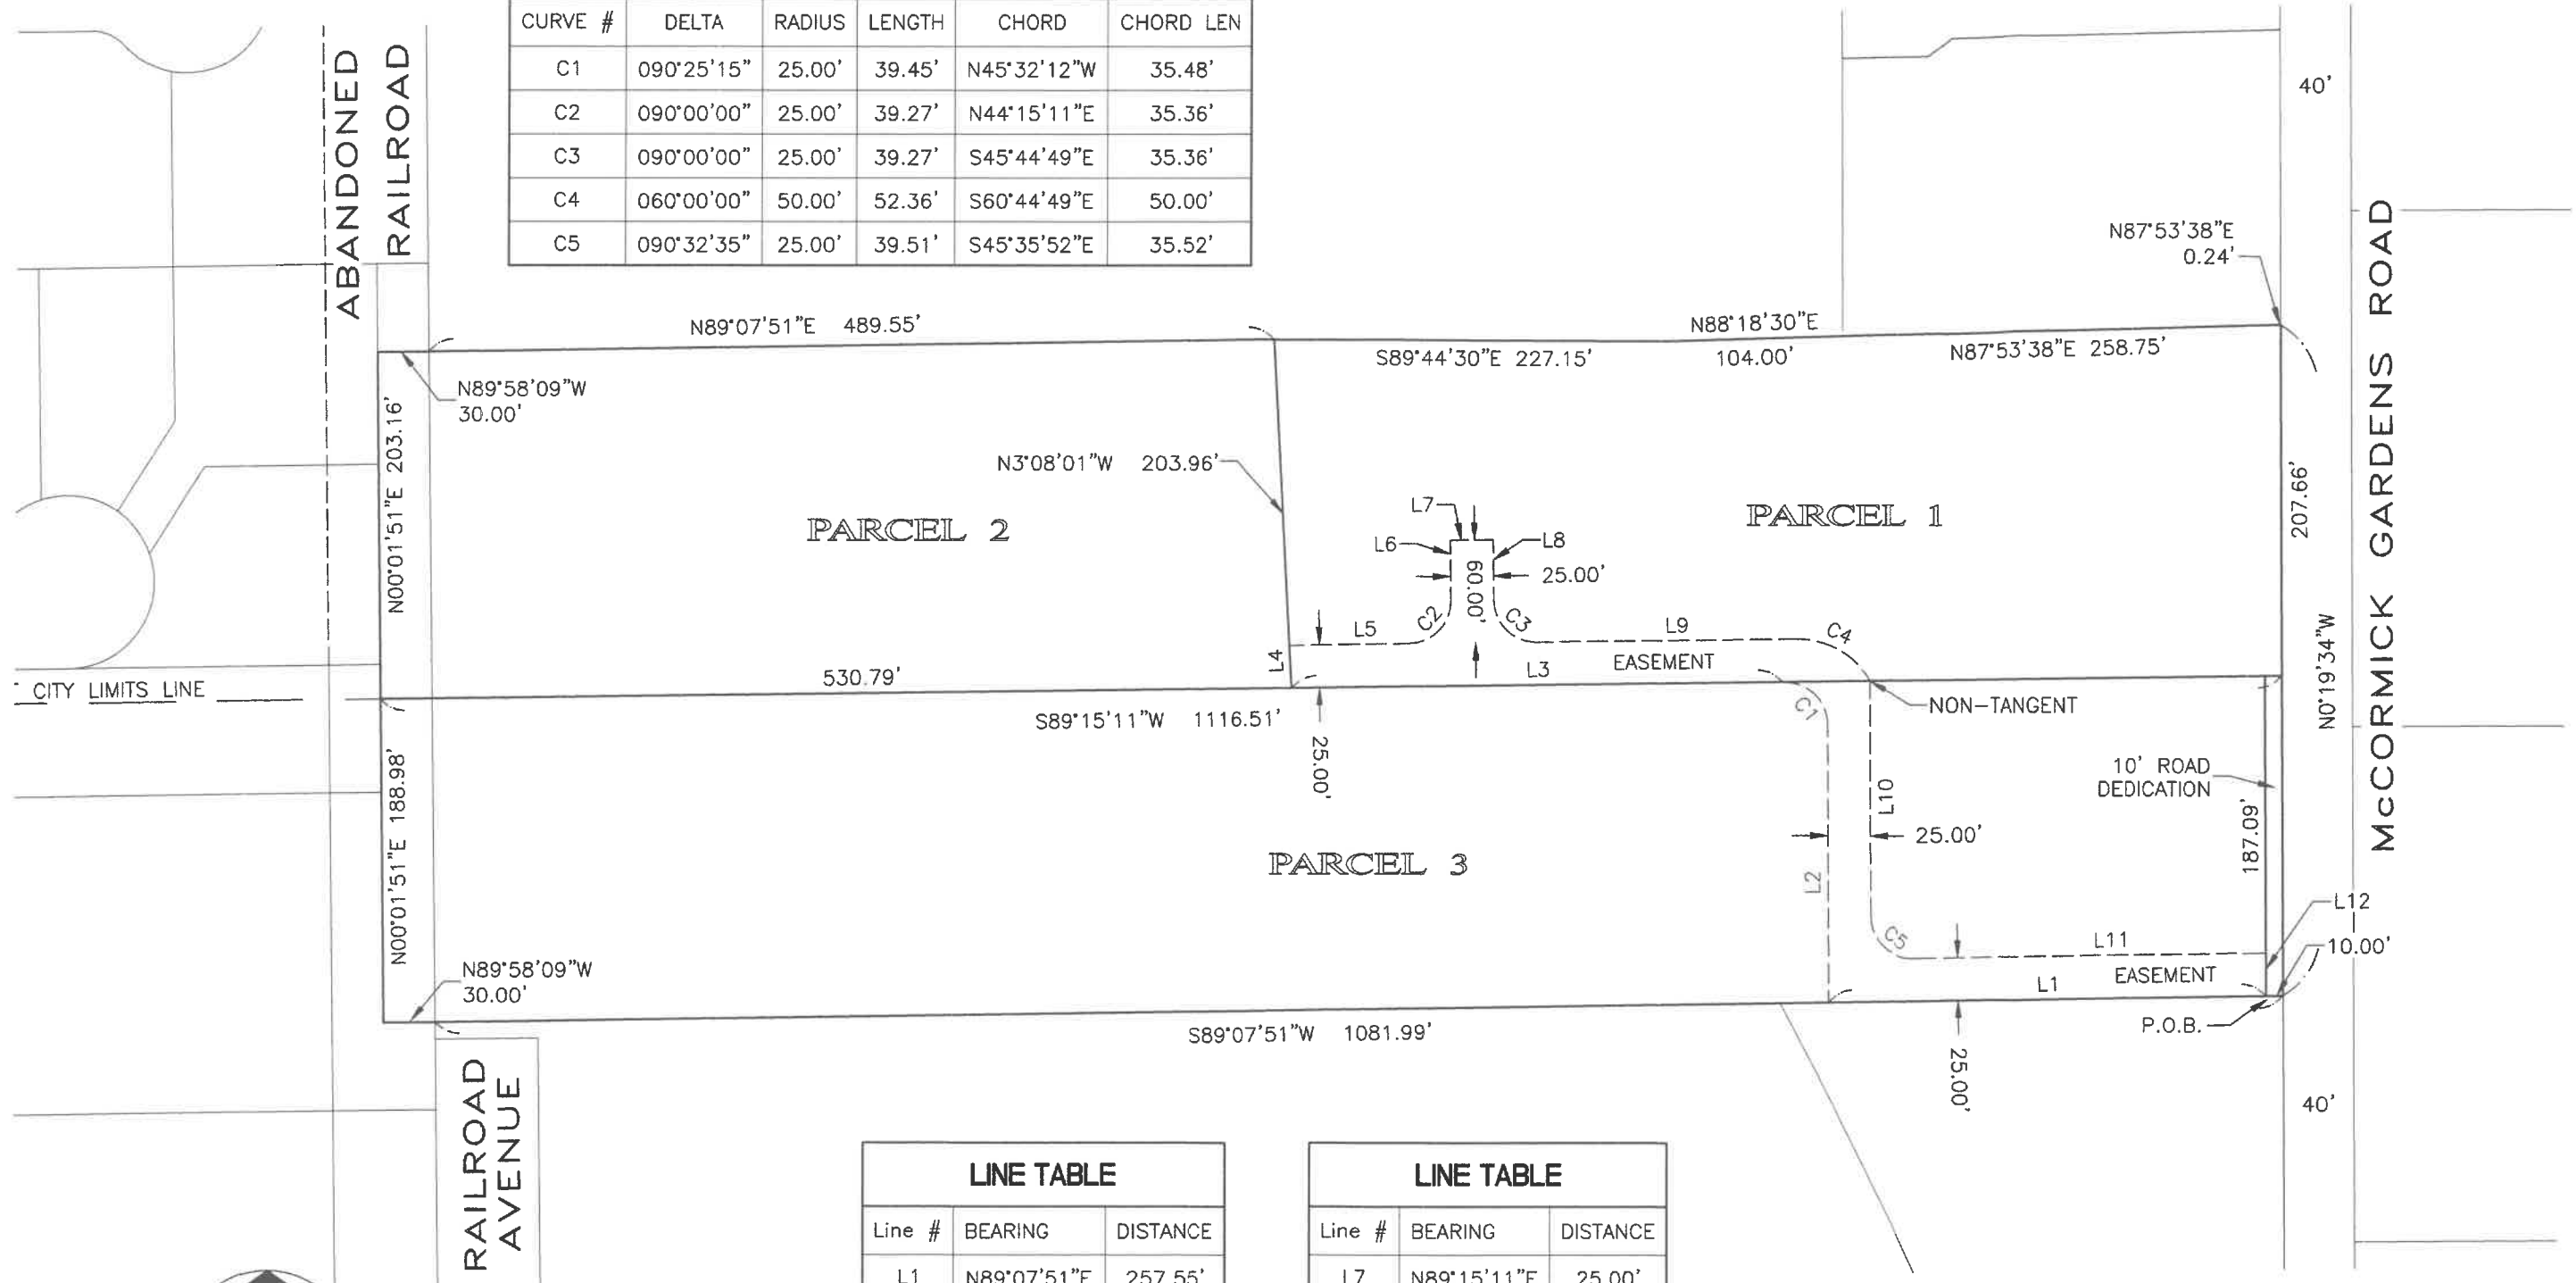 CURVE # DELTA RADIUS LENGTH CHORD CHORD LEN
C1 090°25'15" 25.00' 39.45' N45°32'12"W 35.48'
C2 090°00'00" 25.00' 39.27' N44°15'11"E 35.36'
C3 090°00'00" 25.00' 39.27' S45°44'49"E 35.36'
C4 060°00'00" 50.00' 52.36' S60°44'49"E 50.00'
C5 090°32'35" 25.00' 39.51' S45°35'52"E 35.52'
ABANDONED
RAILROAD
40'
N87°53'38"E
0.24'
N89°07'51"E 489.55'
N88°18'30"E
S89°44'30"E 227.15'
104.00'
N87°53'38"E 258.75'
N89°58'09"W
30.00'
N00°01'51"E 203.16'
N3°08'01"W 203.96'
PARCEL 2
PARCEL 1
L7
L6
L8
25.00'
60.00'
C2
C3
L5
L9
C4
L4
L3
EASEMENT
207.66'
N0°19'34"W
McCORMICK GARDENS ROAD
CITY LIMITS LINE
530.79'
S89°15'11"W 1116.51'
25.00'
C1
NON-TANGENT
10' ROAD
DEDICATION
L10
25.00'
187.09'
N00°01'51"E 188.98'
PARCEL 3
L2
L12
10.00'
C5
L11
EASEMENT
L1
P.O.B.
N89°58'09"W
30.00'
S89°07'51"W 1081.99'
25.00'
40'
RAILROAD
AVENUE
LINE TABLE
Line # BEARING DISTANCE
L1 N89°07'51"E 257.55'
LINE TABLE
Line # BEARING DISTANCE
L7 N89°15'11"E 25.00'